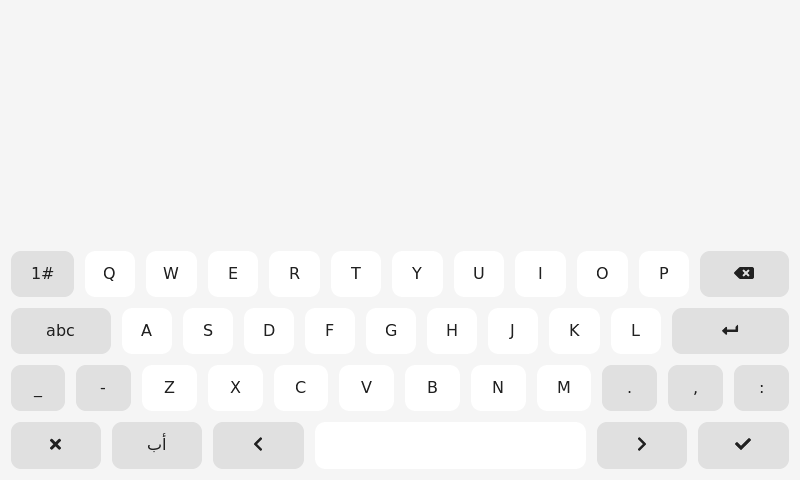 1# Q W E R T Y U I O P
abc A S D F G H J K L
_ - Z X C V B N M . , :
أب